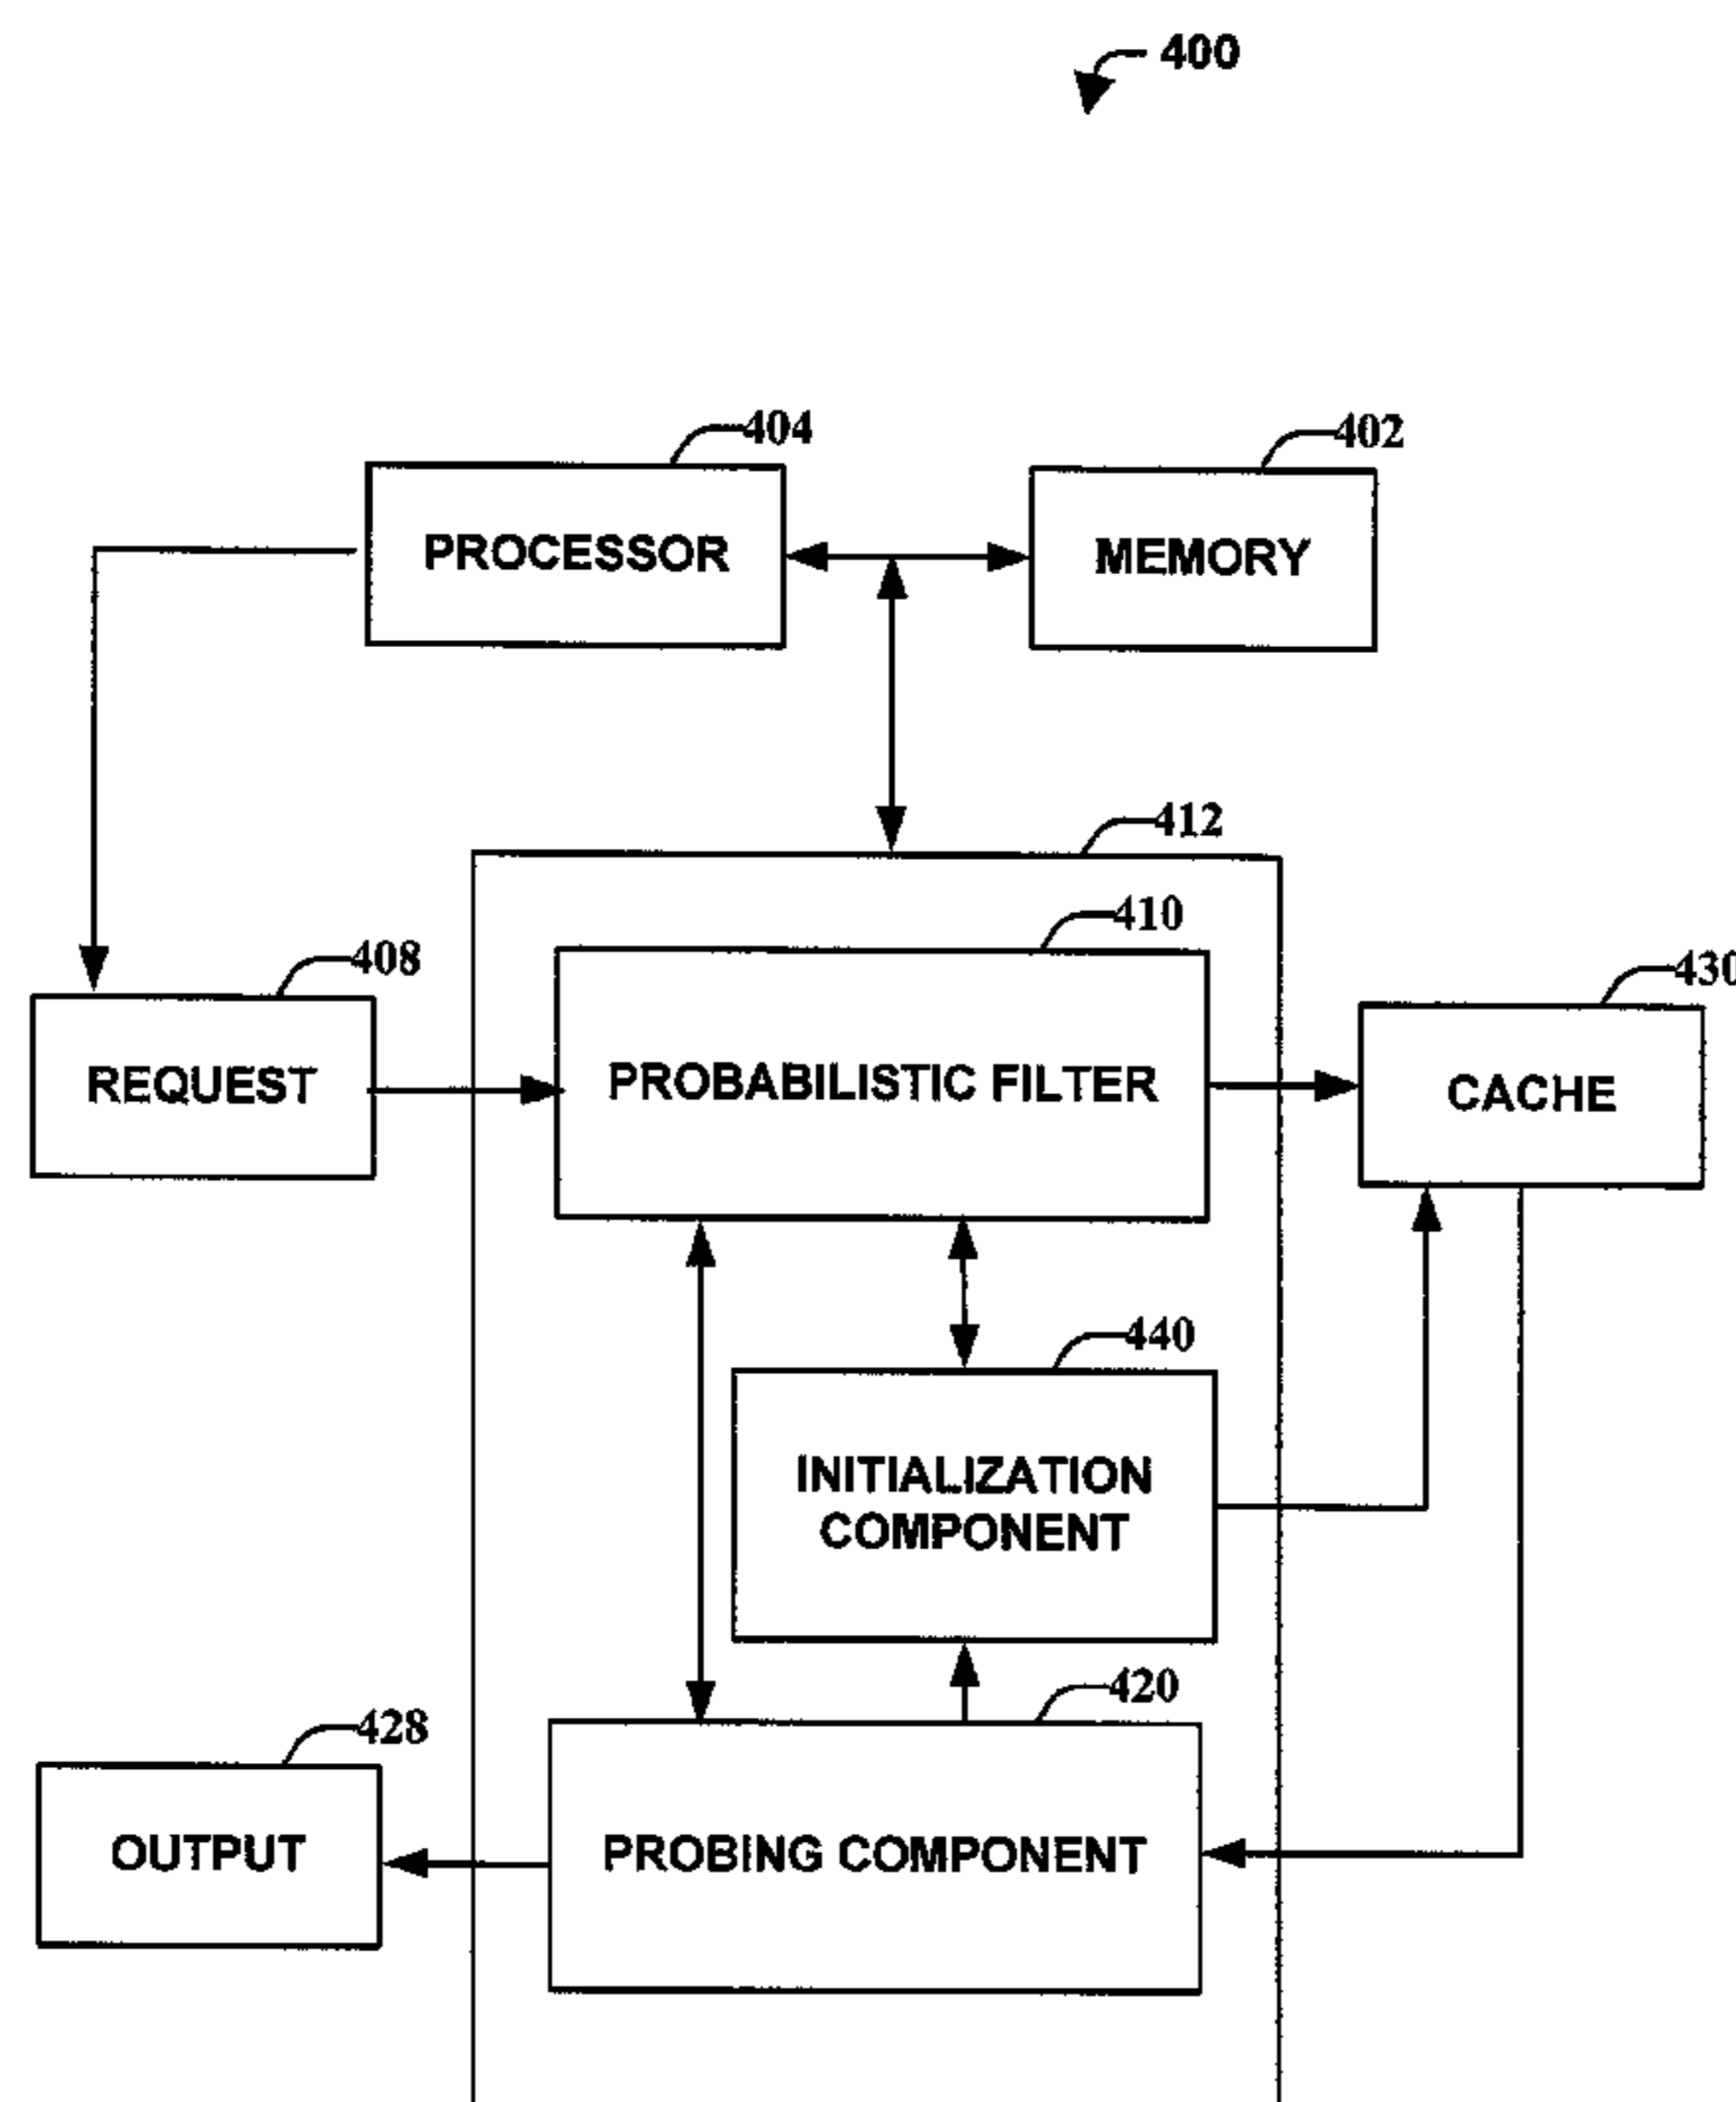 400
404
402
PROCESSOR
MEMORY
412
410
408
430
PROBABILISTIC FILTER
REQUEST
CACHE
440
INITIALIZATION
COMPONENT
420
428
OUTPUT
PROBING COMPONENT